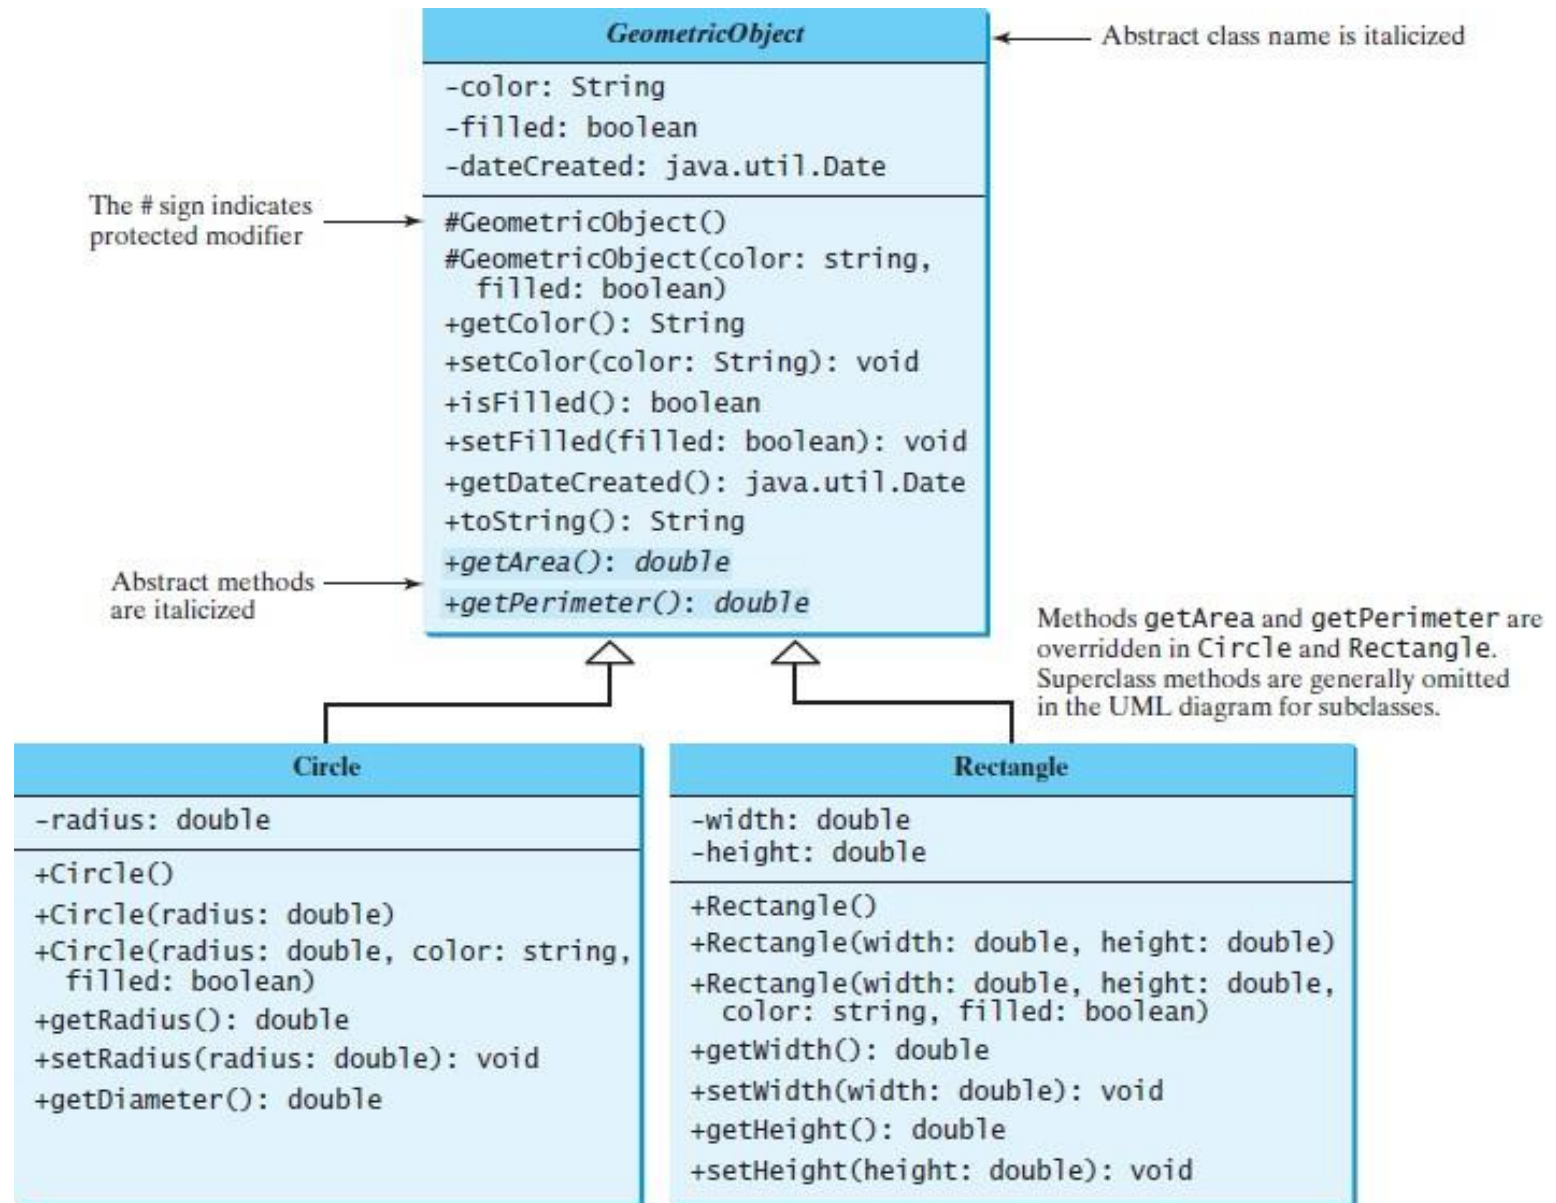 GeometricObject
Abstract class name is italicized
-color: String
-filled: boolean
-dateCreated: java.util.Date
The # sign indicates
protected modifier
#GeometricObject()
#GeometricObject(color: string,
filled: boolean)
+getColor(): String
+setColor(color: String): void
+isFilled(): boolean
+setFilled(filled: boolean): void
+getDateCreated(): java.util.Date
+toString(): String
+getArea(): double
+getPerimeter(): double
Abstract methods
are italicized
Methods getArea and getPerimeter are
overridden in Circle and Rectangle.
Superclass methods are generally omitted
in the UML diagram for subclasses.
Circle
-radius: double
+Circle()
+Circle(radius: double)
+Circle(radius: double, color: string,
filled: boolean)
+getRadius(): double
+setRadius(radius: double): void
+getDiameter(): double
Rectangle
-width: double
-height: double
+Rectangle()
+Rectangle(width: double, height: double)
+Rectangle(width: double, height: double,
color: string, filled: boolean)
+getWidth(): double
+setWidth(width: double): void
+getHeight(): double
+setHeight(height: double): void